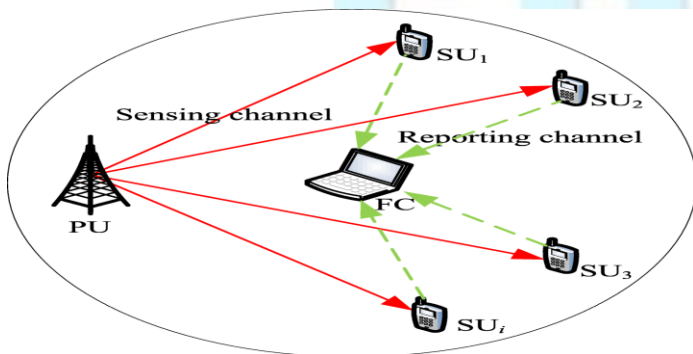 SU1
SU2
Sensing channel
Reporting channel
FC
PU
SU3
SUi